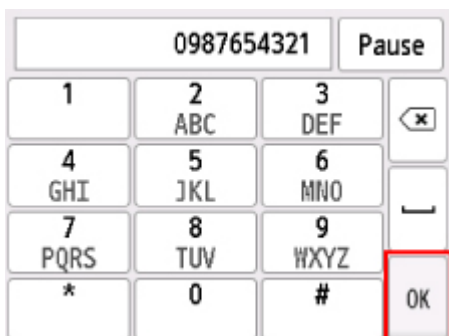 0987654321 Pause
1 2 3
ABC DEF
4 5 6
GHI JKL MNO
7 8 9
PQRS TUV WXYZ
* 0 # OK